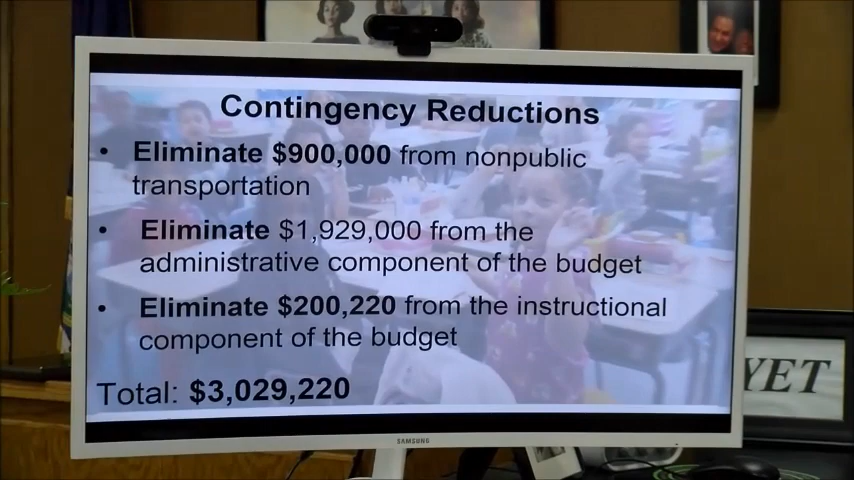 Contingency Reductions
• Eliminate $900,000 from nonpublic
transportation
• Eliminate $1,929,000 from the
administrative component of the budget
• Eliminate $200,220 from the instructional
component of the budget
Total: $3,029,220
SAMSUNG
YET